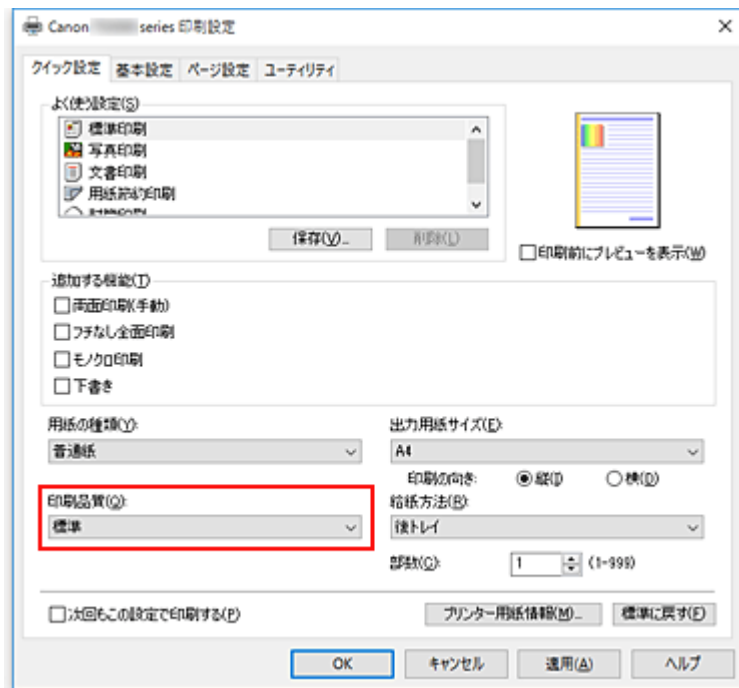 Canon series 印刷設定
クイック設定 基本設定 ページ設定 ユーティリティ
よく使う設定(S)
標準印刷
写真印刷
文書印刷
用紙節約印刷
保存(V)... 削除(L)
印刷前にプレビューを表示(W)
追加する機能(T)
両面印刷(手動)
フチなし全面印刷
モノクロ印刷
下書き
用紙の種類(Y): 出力用紙サイズ(E):
普通紙 A4
印刷の向き: 縦(I) 横(D)
印刷品質(Q): 給紙方法(R):
標準 後トレイ
部数(C): 1 (1-999)
次回もこの設定で印刷する(P) プリンター用紙情報(M)... 標準に戻す(F)
OK キャンセル 適用(A) ヘルプ